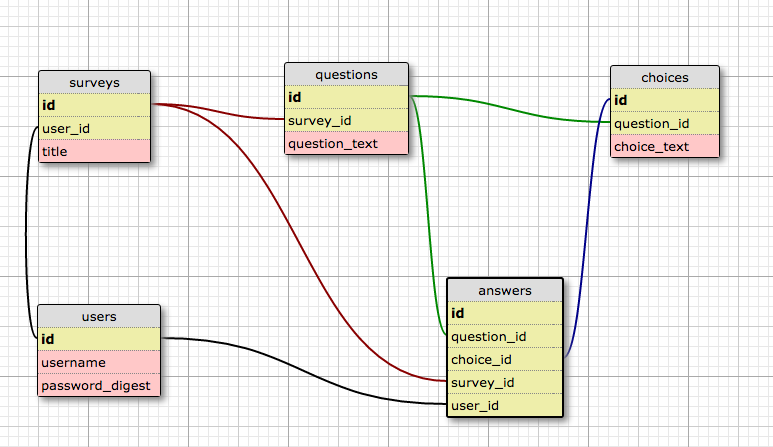 surveys
id
user_id
title
questions
id
survey_id
question_text
choices
id
question_id
choice_text
users
id
username
password_digest
answers
id
question_id
choice_id
survey_id
user_id